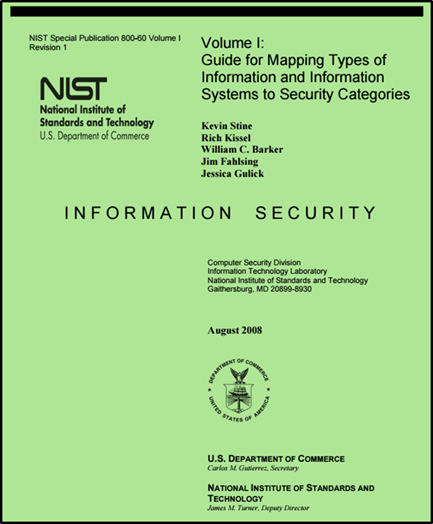 NIST Special Publication 800-60 Volume I
Revision 1
NIST
National Institute of
Standards and Technology
U.S. Department of Commerce
Volume I:
Guide for Mapping Types of
Information and Information
Systems to Security Categories
Kevin Stine
Rich Kissel
William C. Barker
Jim Fahlsing
Jessica Gulick
INFORMATION SECURITY
Computer Security Division
Information Technology Laboratory
National Institute of Standards and Technology
Gaithersburg, MD 20899-8930
August 2008
DEPARTMENT OF COMMERCE
UNITED STATES OF AMERICA
U.S. DEPARTMENT OF COMMERCE
Carlos M. Gutierrez, Secretary
NATIONAL INSTITUTE OF STANDARDS AND
TECHNOLOGY
James M. Turner, Deputy Director